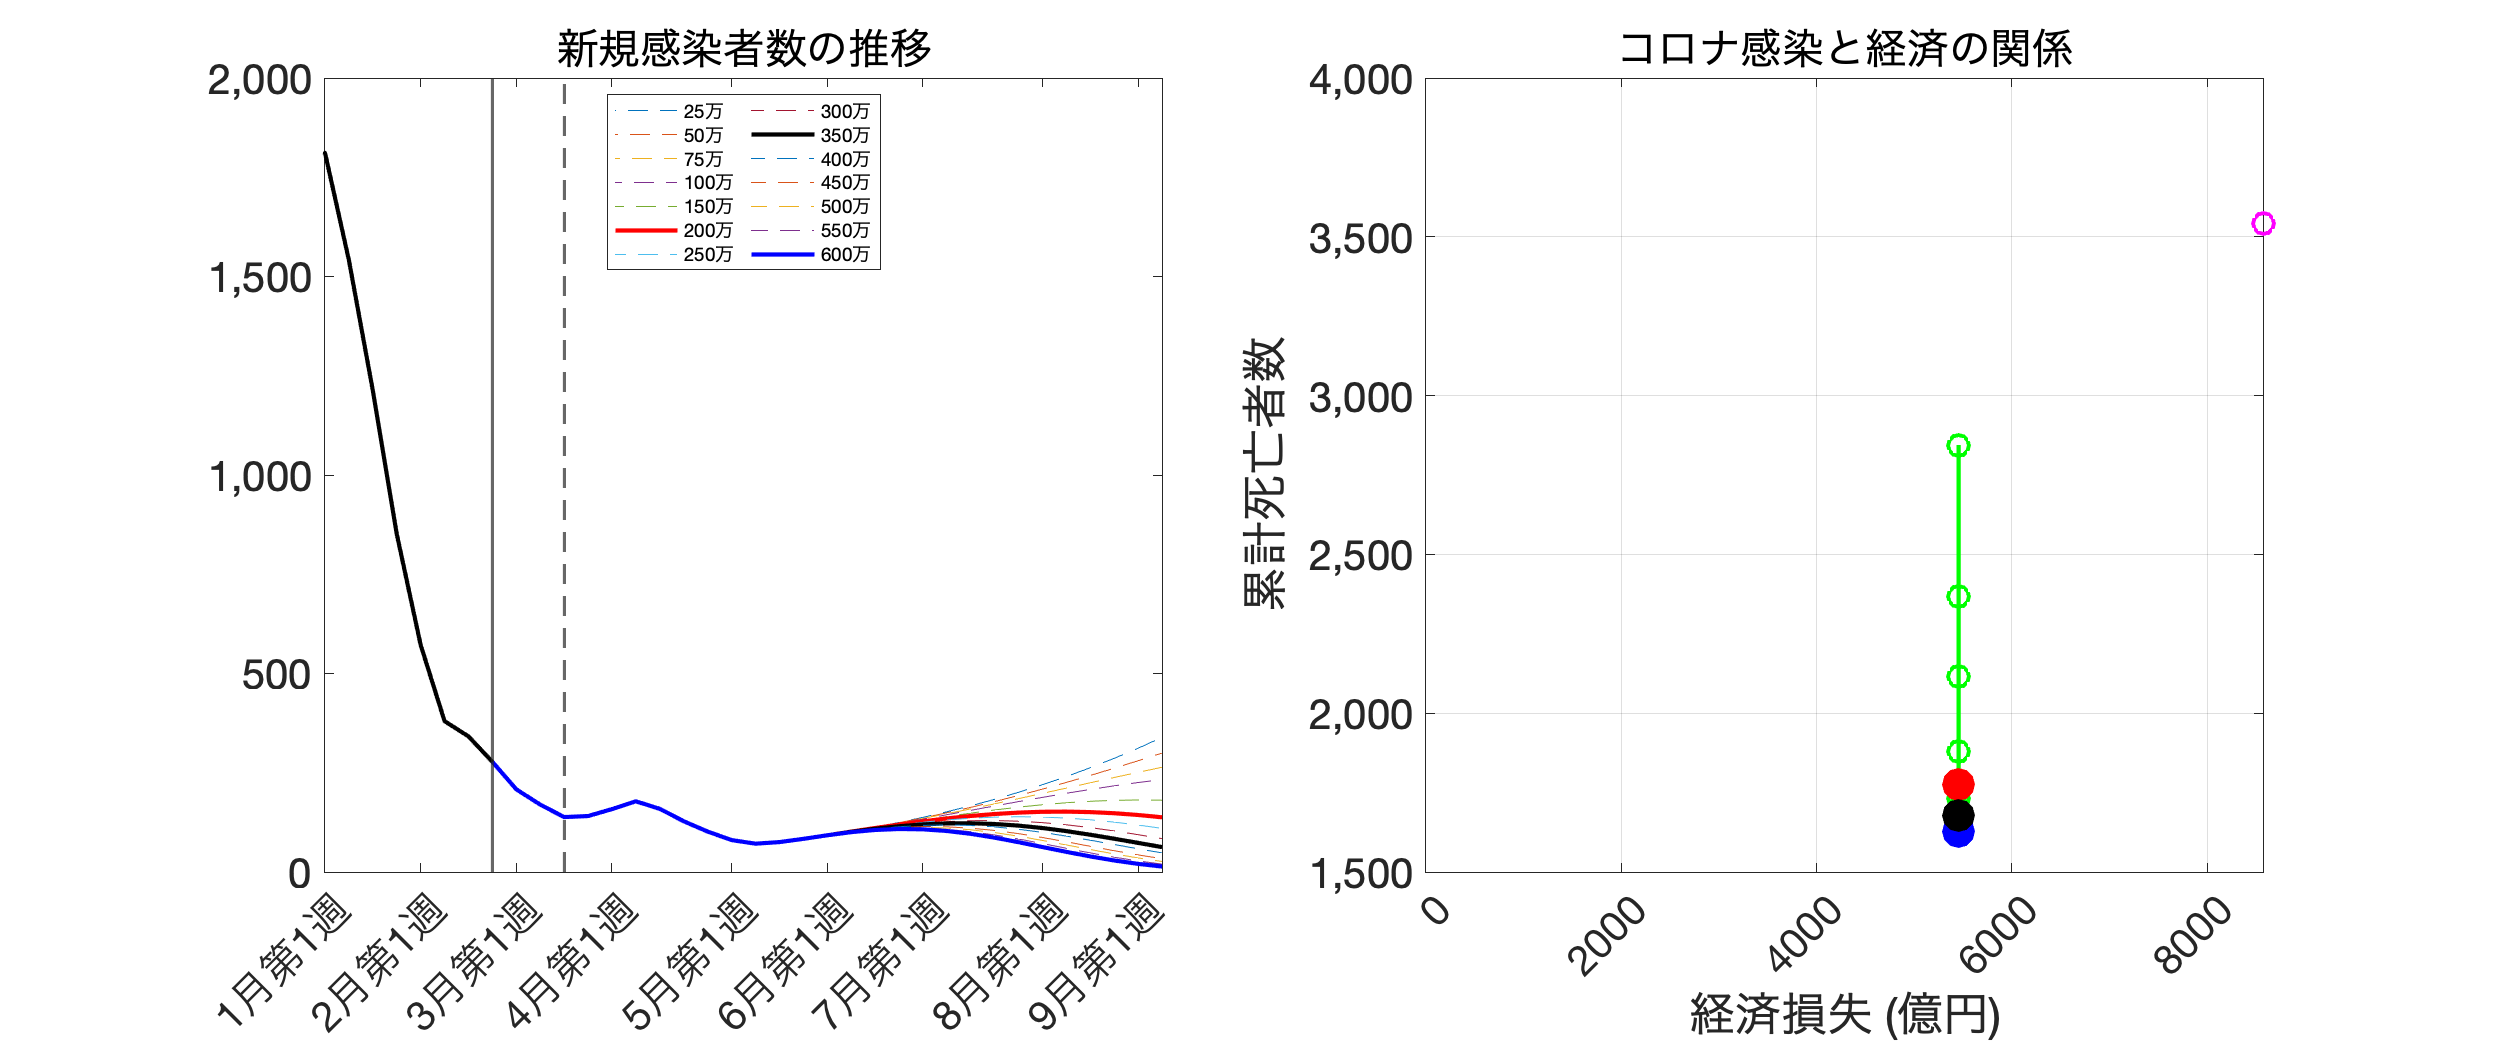 新規感染者数の推移
2,000
1,500
1,000
500
0
25万
50万
75万
100万
150万
200万
250万
300万
350万
400万
450万
500万
550万
600万
1月第1週
2月第1週
3月第1週
4月第1週
5月第1週
6月第1週
7月第1週
8月第1週
9月第1週
コロナ感染と経済の関係
累計死亡者数
4,000
3,500
3,000
2,500
2,000
1,500
0
2000
4000
6000
8000
経済損失 (億円)